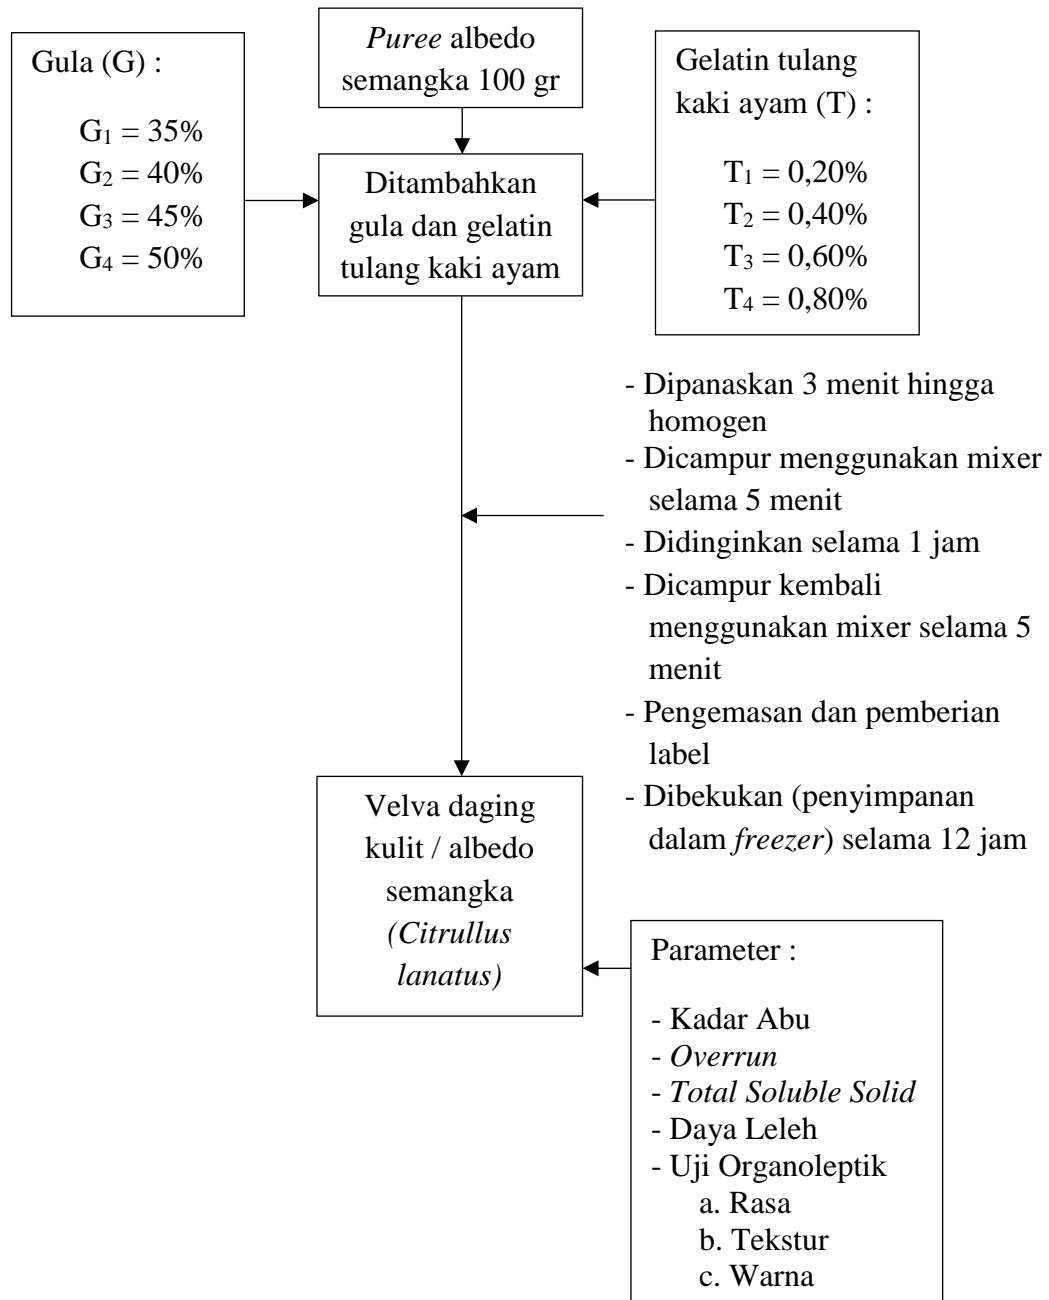 Puree albedo
semangka 100 gr
Gula (G) :
G1 = 35%
G2 = 40%
G3 = 45%
G4 = 50%
Ditambahkan
gula dan gelatin
tulang kaki ayam
Gelatin tulang
kaki ayam (T) :
T1 = 0,20%
T2 = 0,40%
T3 = 0,60%
T4 = 0,80%
- Dipanaskan 3 menit hingga
homogen
- Dicampur menggunakan mixer
selama 5 menit
- Didinginkan selama 1 jam
- Dicampur kembali
menggunakan mixer selama 5
menit
- Pengemasan dan pemberian
label
- Dibekukan (penyimpanan
dalam freezer) selama 12 jam
Velva daging
kulit / albedo
semangka
(Citrullus
lanatus)
Parameter :
- Kadar Abu
- Overrun
- Total Soluble Solid
- Daya Leleh
- Uji Organoleptik
a. Rasa
b. Tekstur
c. Warna